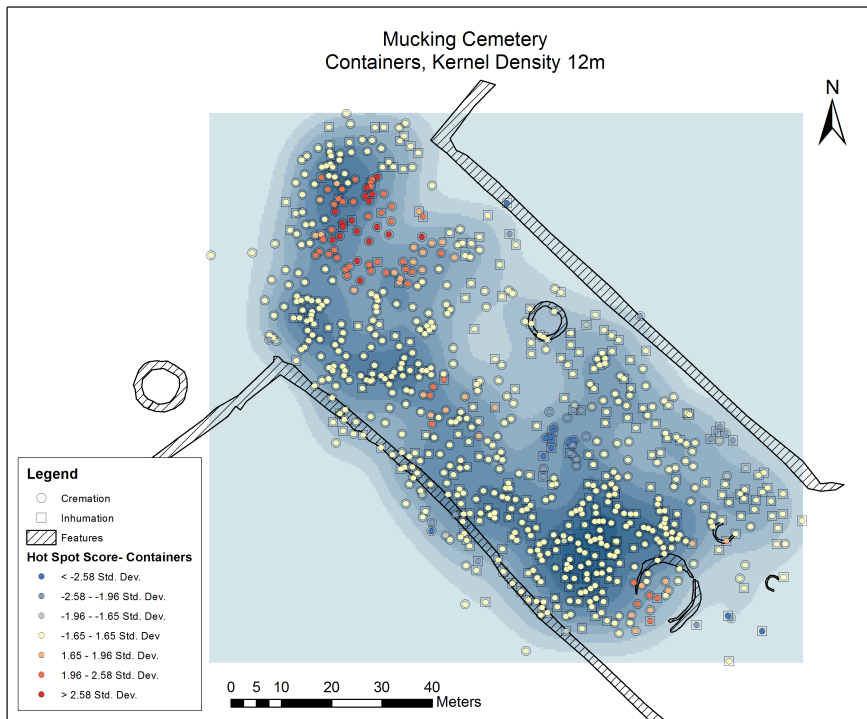 Mucking Cemetery
Containers, Kernel Density 12m
N
Legend
Cremation
Inhumation
Features
Hot Spot Score- Containers
< -2.58 Std. Dev.
-2.58 - -1.96 Std. Dev.
-1.96 - -1.65 Std. Dev.
-1.65 - 1.65 Std. Dev
1.65 - 1.96 Std. Dev.
1.96 - 2.58 Std. Dev.
> 2.58 Std. Dev.
0 5 10 20 30 40 Meters